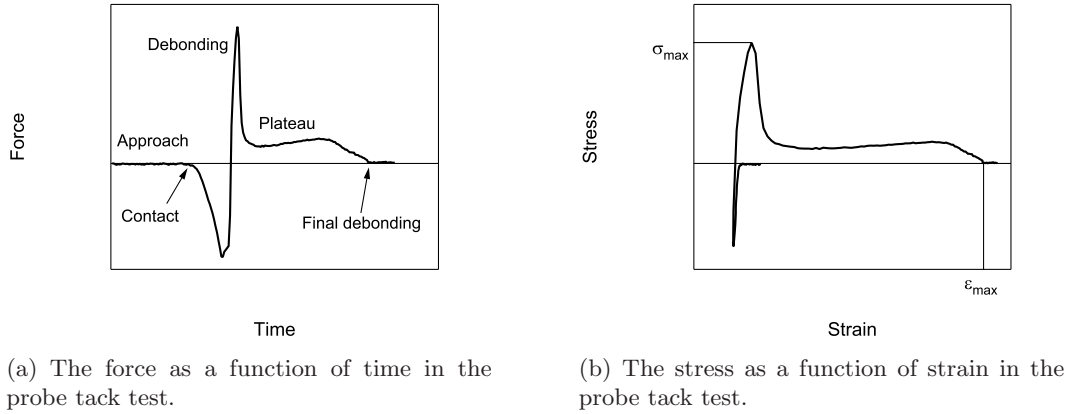 Force
Debonding
Plateau
Approach
Contact
Final debonding
Time
(a) The force as a function of time in the
probe tack test.
Stress
σmax
εmax
Strain
(b) The stress as a function of strain in the
probe tack test.